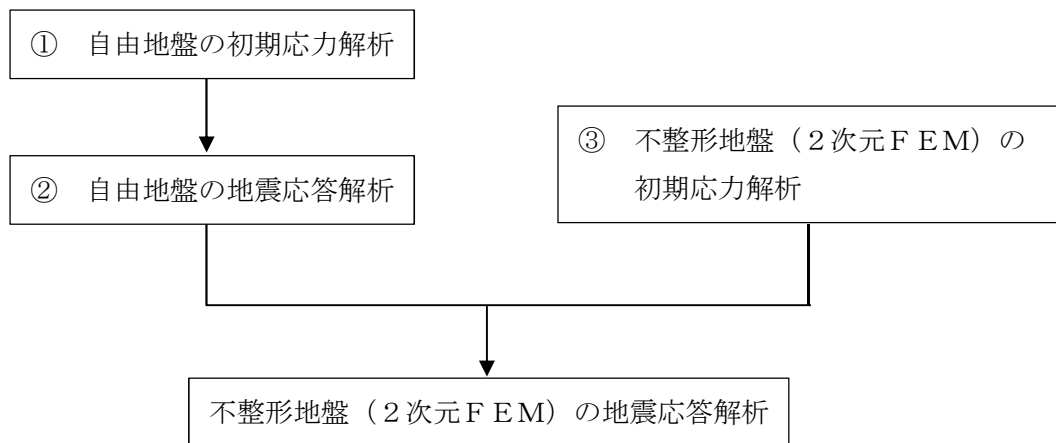 ① 自由地盤の初期応力解析
② 自由地盤の地震応答解析
③ 不整形地盤（２次元ＦＥＭ）の
初期応力解析
不整形地盤（２次元ＦＥＭ）の地震応答解析